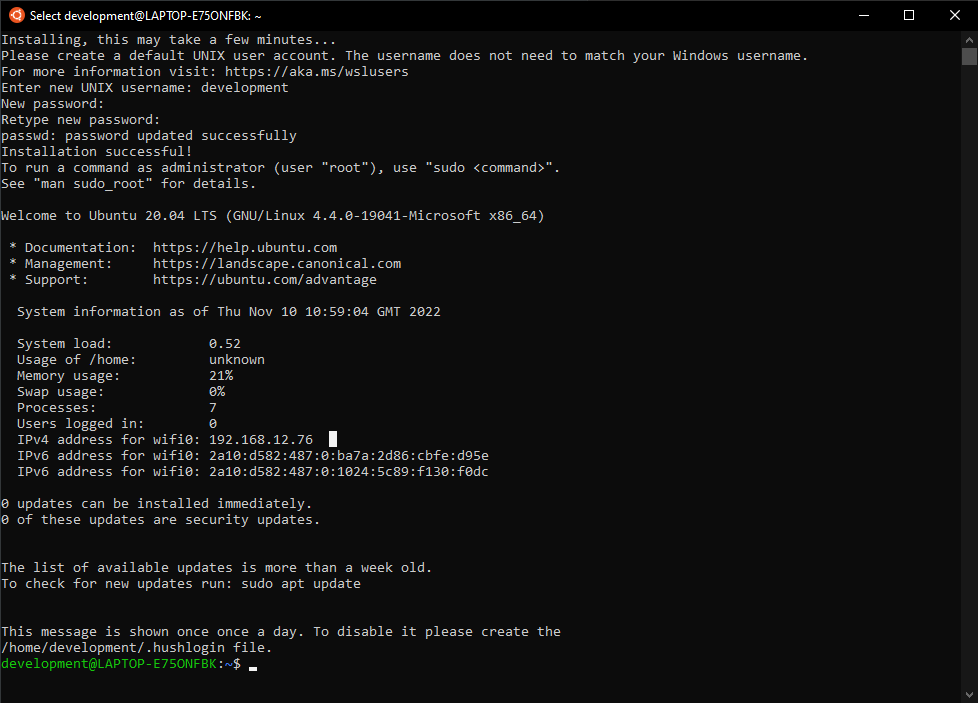 Select development@LAPTOP-E75ONFBK: ~
Installing, this may take a few minutes...
Please create a default UNIX user account. The username does not need to match your Windows username.
For more information visit: https://aka.ms/wslusers
Enter new UNIX username: development
New password:
Retype new password:
passwd: password updated successfully
Installation successful!
To run a command as administrator (user "root"), use "sudo <command>".
See "man sudo_root" for details.
Welcome to Ubuntu 20.04 LTS (GNU/Linux 4.4.0-19041-Microsoft x86_64)
* Documentation:  https://help.ubuntu.com
* Management:     https://landscape.canonical.com
* Support:        https://ubuntu.com/advantage
System information as of Thu Nov 10 10:59:04 GMT 2022
System load:            0.52
Usage of /home:         unknown
Memory usage:           21%
Swap usage:             0%
Processes:              7
Users logged in:        0
IPv4 address for wifi0: 192.168.12.76
IPv6 address for wifi0: 2a10:d582:487:0:ba7a:2d86:cbfe:d95e
IPv6 address for wifi0: 2a10:d582:487:0:1024:5c89:f130:f0dc
0 updates can be installed immediately.
0 of these updates are security updates.
The list of available updates is more than a week old.
To check for new updates run: sudo apt update
This message is shown once once a day. To disable it please create the
/home/development/.hushlogin file.
development@LAPTOP-E75ONFBK:~$